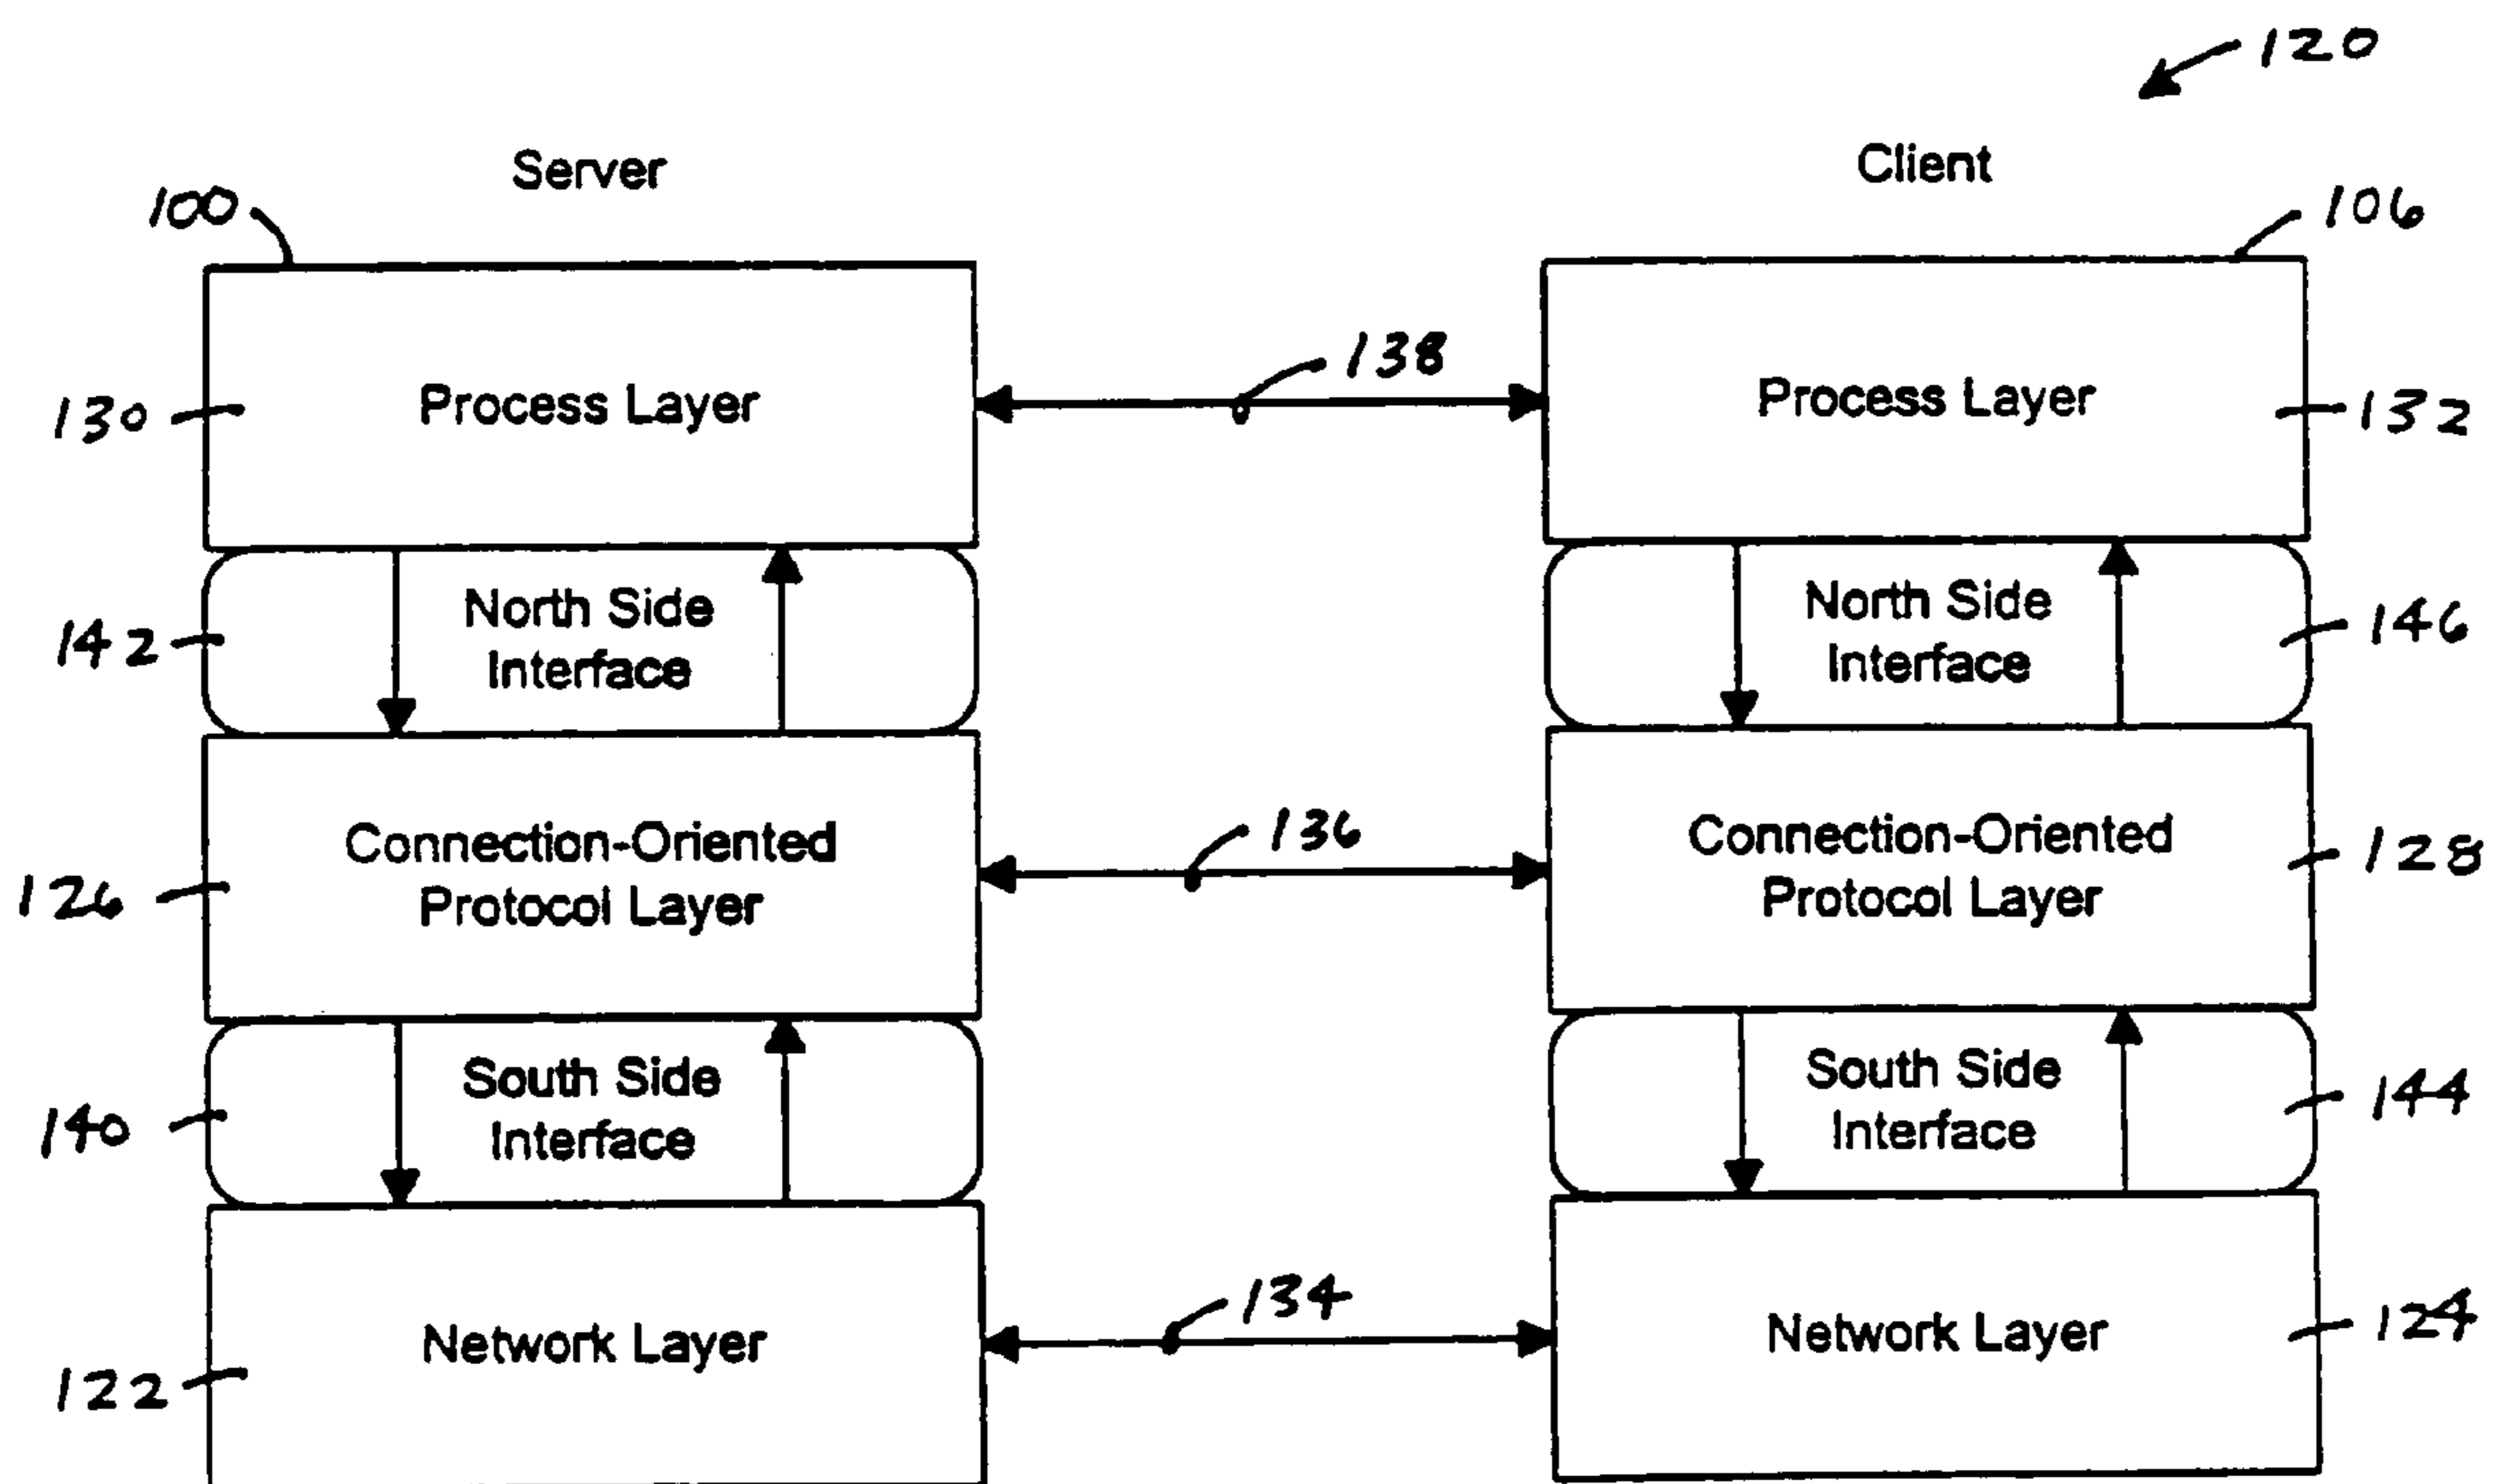 120
Server
Client
100
106
138
130
Process Layer
Process Layer
132
142
North Side
Interface
North Side
Interface
146
136
126
Connection-Oriented
Protocol Layer
Connection-Oriented
Protocol Layer
128
140
South Side
Interface
South Side
Interface
144
134
122
Network Layer
Network Layer
124